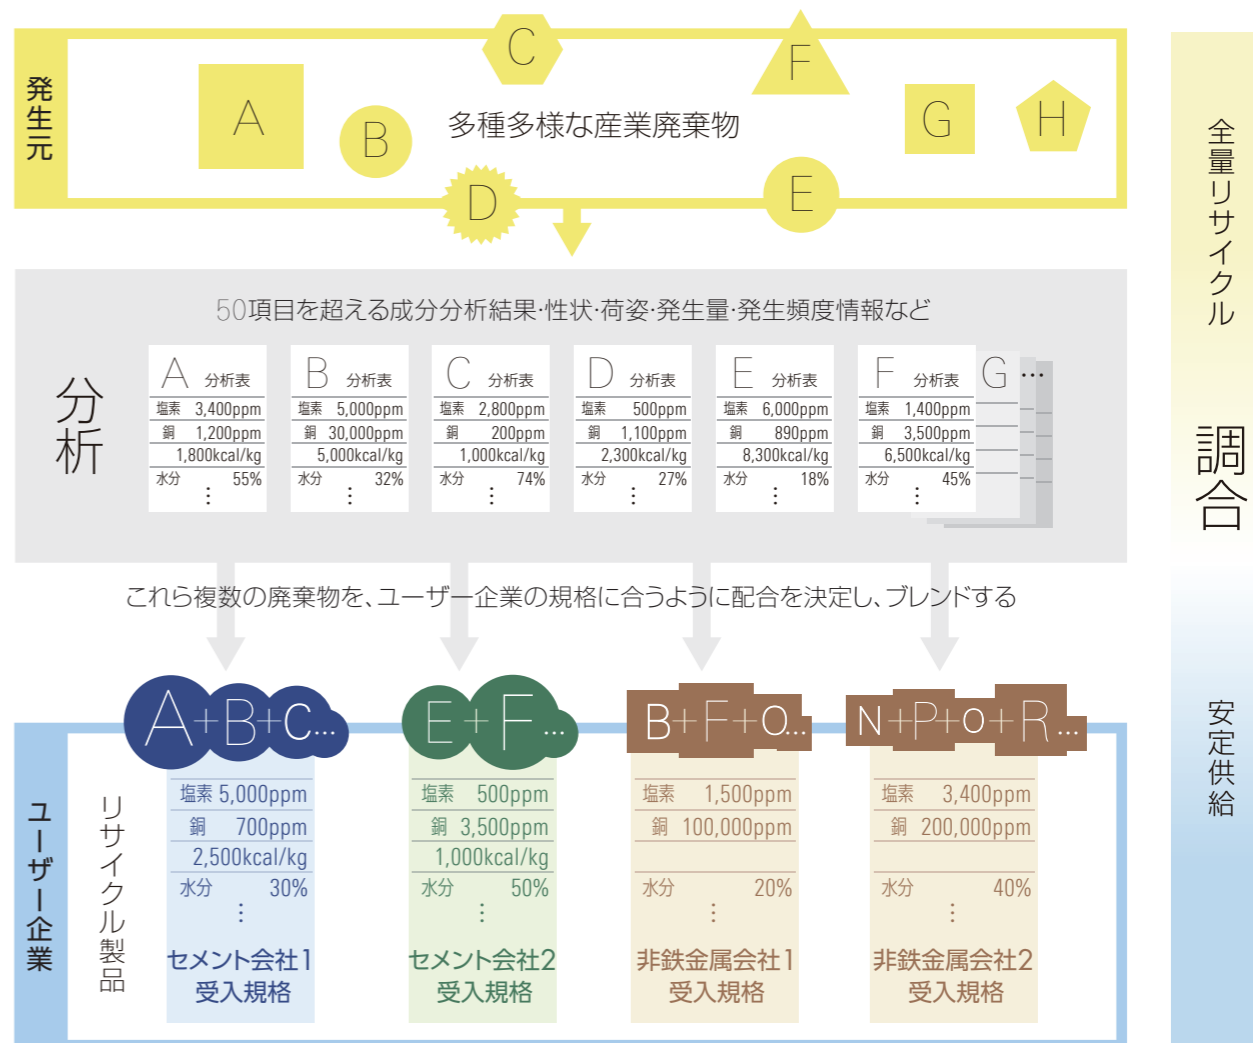 発生元
A
B
C
D
多種多様な産業廃棄物
E
F
G
H
全量リサイクル
調合
安定供給
分析
50項目を超える成分分析結果・性状・荷姿・発生量・発生頻度情報など
A 分析表
塩素 3,400ppm
銅 1,200ppm
1,800kcal/kg
水分 55%
⋮
B 分析表
塩素 5,000ppm
銅 30,000ppm
5,000kcal/kg
水分 32%
⋮
C 分析表
塩素 2,800ppm
銅 200ppm
1,000kcal/kg
水分 74%
⋮
D 分析表
塩素 500ppm
銅 1,100ppm
2,300kcal/kg
水分 27%
⋮
E 分析表
塩素 6,000ppm
銅 890ppm
8,300kcal/kg
水分 18%
⋮
F 分析表
塩素 1,400ppm
銅 3,500ppm
6,500kcal/kg
水分 45%
⋮
G …
これら複数の廃棄物を、ユーザー企業の規格に合うように配合を決定し、ブレンドする
ユーザー企業
リサイクル製品
A+B+C...
塩素 5,000ppm
銅 700ppm
2,500kcal/kg
水分 30%
⋮
セメント会社1
受入規格
E+F...
塩素 500ppm
銅 3,500ppm
1,000kcal/kg
水分 50%
⋮
セメント会社2
受入規格
B+F+O...
塩素 1,500ppm
銅 100,000ppm
水分 20%
⋮
非鉄金属会社1
受入規格
N+P+o+R...
塩素 3,400ppm
銅 200,000ppm
水分 40%
⋮
非鉄金属会社2
受入規格